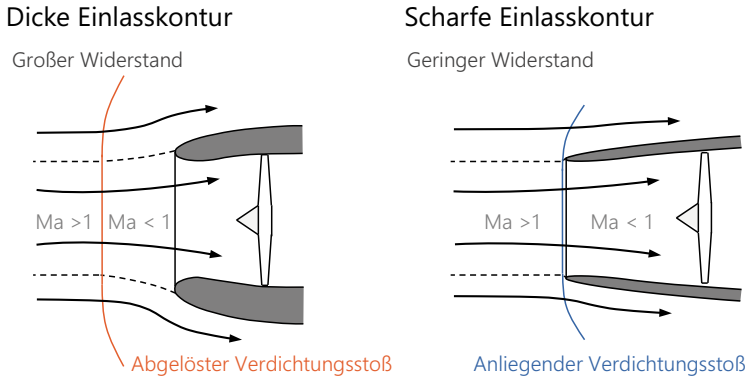 Dicke Einlasskontur
Großer Widerstand
Ma >1
Ma < 1
Abgelöster Verdichtungsstoß
Scharfe Einlasskontur
Geringer Widerstand
Ma >1
Ma < 1
Anliegender Verdichtungsstoß